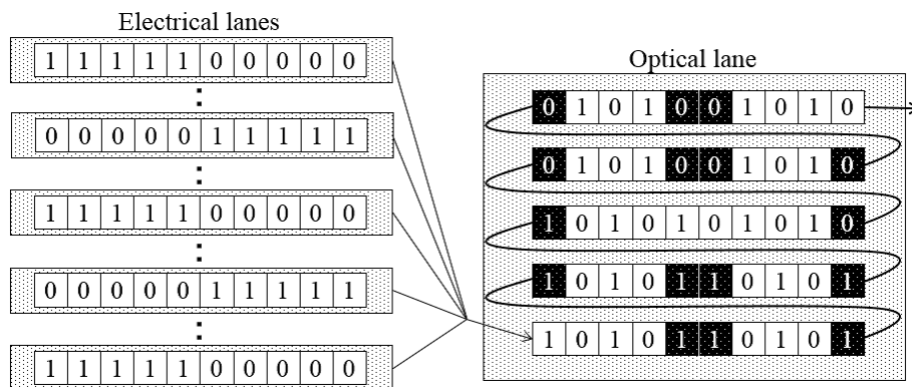 Electrical lanes
1 1 1 1 1 0 0 0 0 0
0 0 0 0 0 1 1 1 1 1
1 1 1 1 1 0 0 0 0 0
0 0 0 0 0 1 1 1 1 1
1 1 1 1 1 0 0 0 0 0
Optical lane
0 1 0 1 0 0 1 0 1 0
0 1 0 1 0 0 1 0 1 0
1 0 1 0 1 0 1 0 1 0
1 0 1 0 1 1 0 1 0 1
1 0 1 0 1 1 0 1 0 1